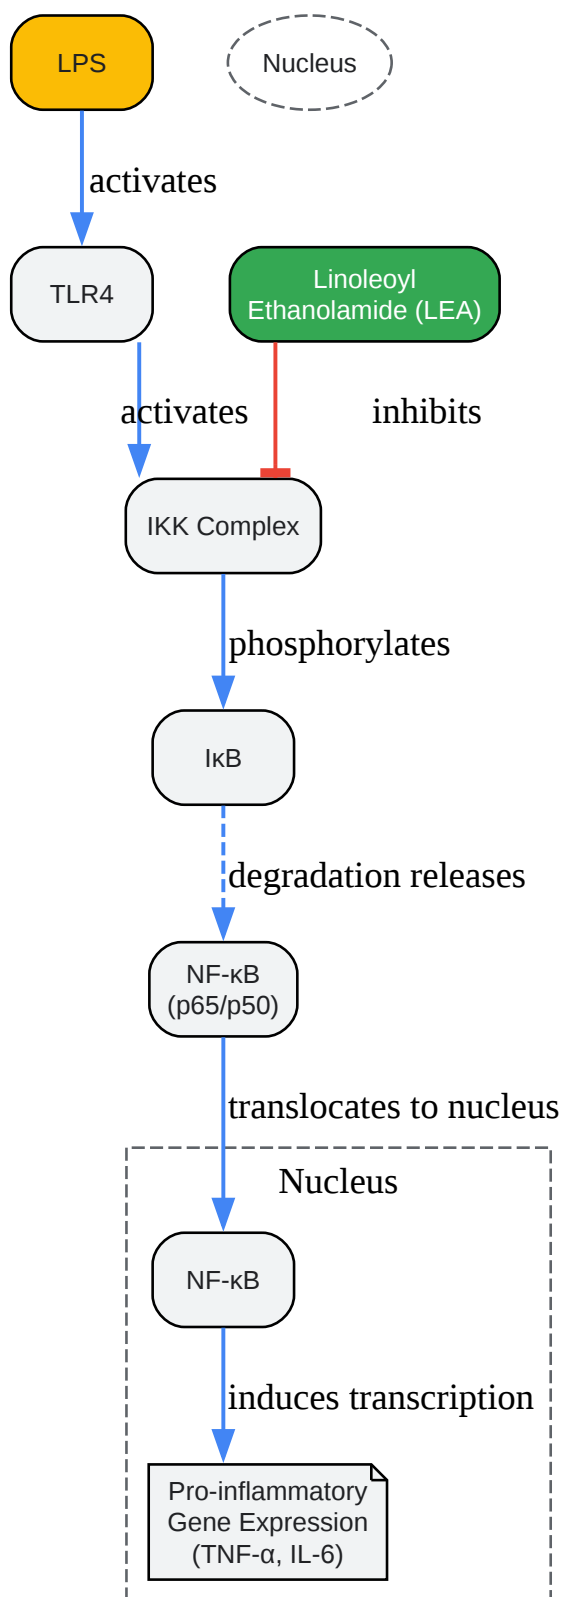 LPS
Nucleus
activates
TLR4
Linoleoyl
Ethanolamide (LEA)
activates
inhibits
IKK Complex
phosphorylates
IκB
degradation releases
NF-κB
(p65/p50)
translocates to nucleus
Nucleus
NF-κB
induces transcription
Pro-inflammatory
Gene Expression
(TNF-α, IL-6)